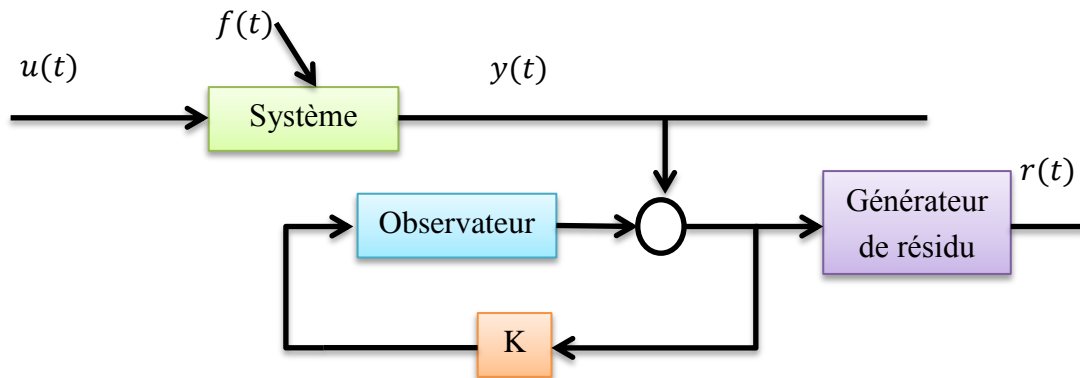 f(t)
u(t)
y(t)
Système
r(t)
Observateur
Générateur
de résidu
K